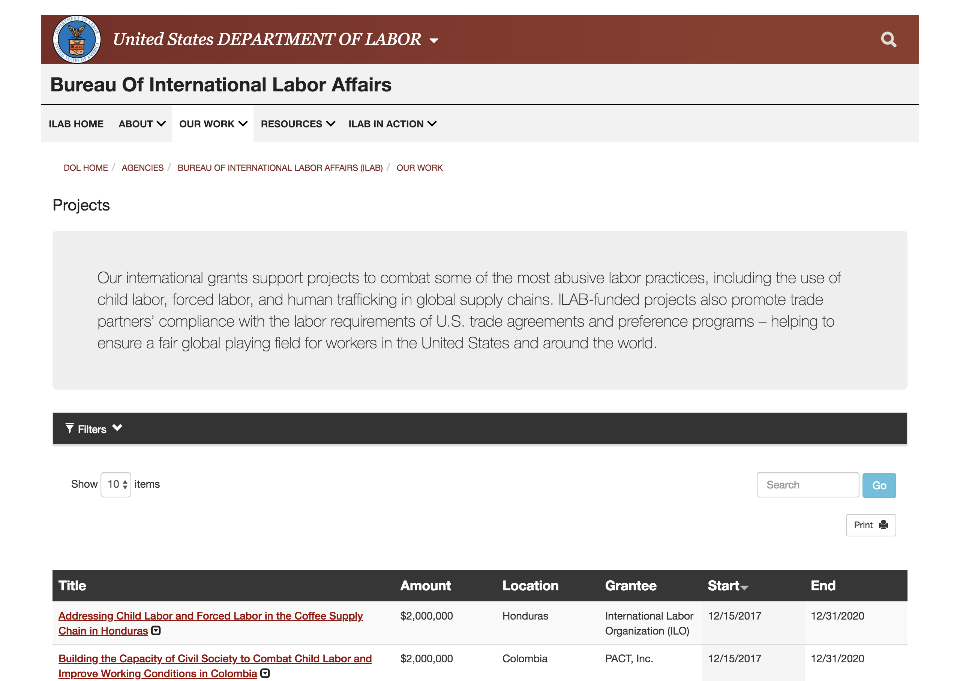 United States DEPARTMENT OF LABOR
Bureau Of International Labor Affairs
ILAB HOME ABOUT OUR WORK RESOURCES ILAB IN ACTION
DOL HOME / AGENCIES / BUREAU OF INTERNATIONAL LABOR AFFAIRS (ILAB) / OUR WORK
Projects
Our international grants support projects to combat some of the most abusive labor practices, including the use of
child labor, forced labor, and human trafficking in global supply chains. ILAB-funded projects also promote trade
partners' compliance with the labor requirements of U.S. trade agreements and preference programs – helping to
ensure a fair global playing field for workers in the United States and around the world.
Filters
Show 10 items
Search Go
Print
Title Amount Location Grantee Start End
Addressing Child Labor and Forced Labor in the Coffee Supply $2,000,000 Honduras International Labor 12/15/2017 12/31/2020
Chain in Honduras Organization (ILO)
Building the Capacity of Civil Society to Combat Child Labor and $2,000,000 Colombia PACT, Inc. 12/15/2017 12/31/2020
Improve Working Conditions in Colombia